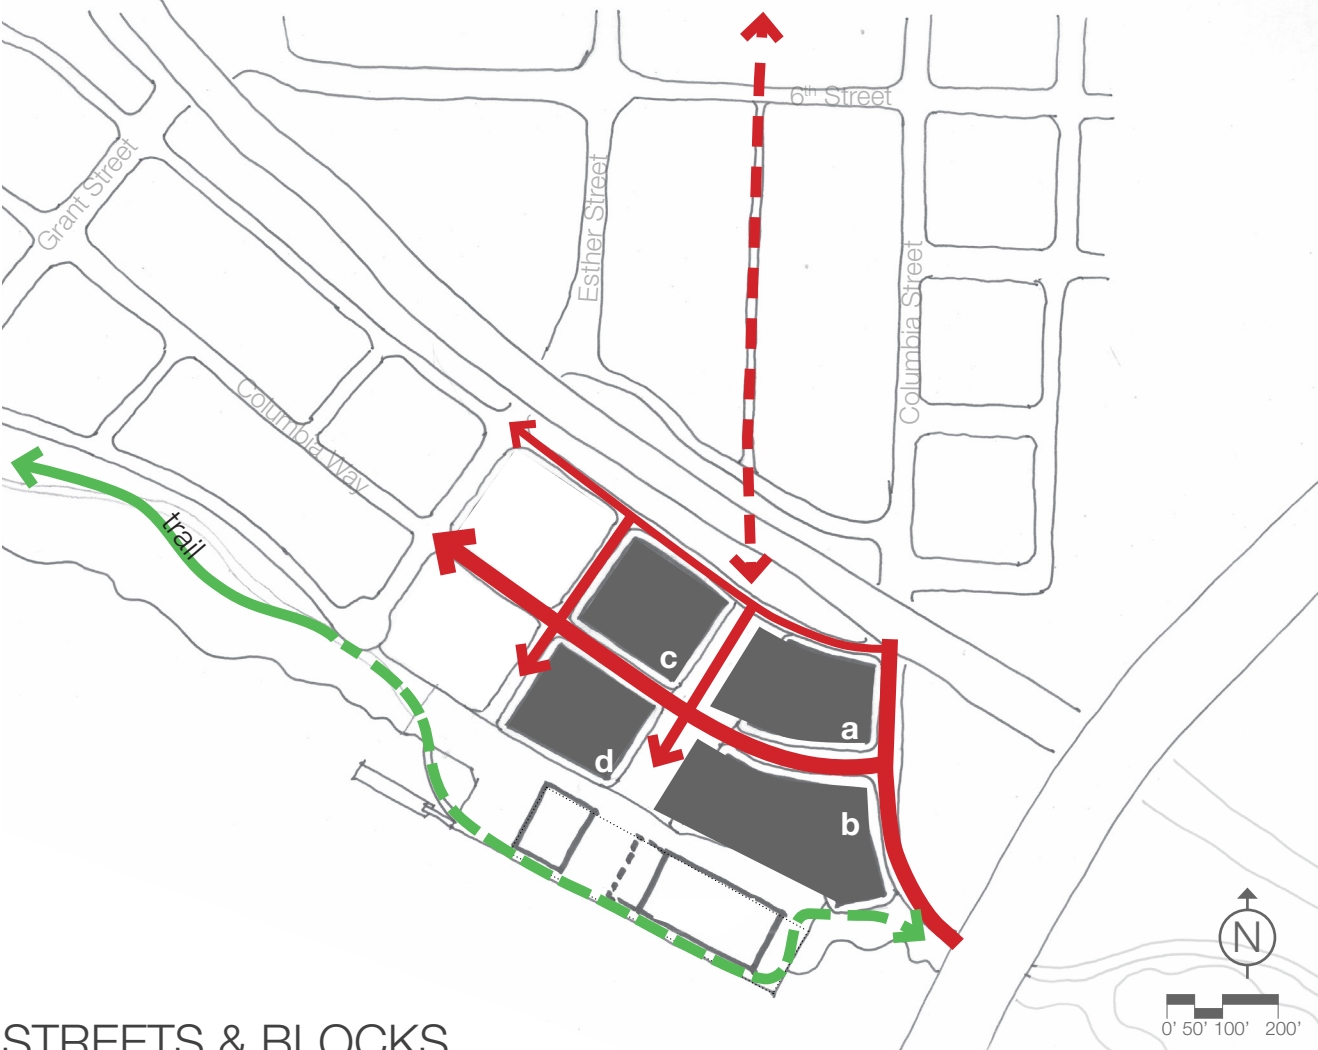 6th Street
Grant Street
Esther Street
Columbia Street
Columbia Way
trail
c
a
d
b
N
0' 50' 100' 200'
STREETS & BLOCKS